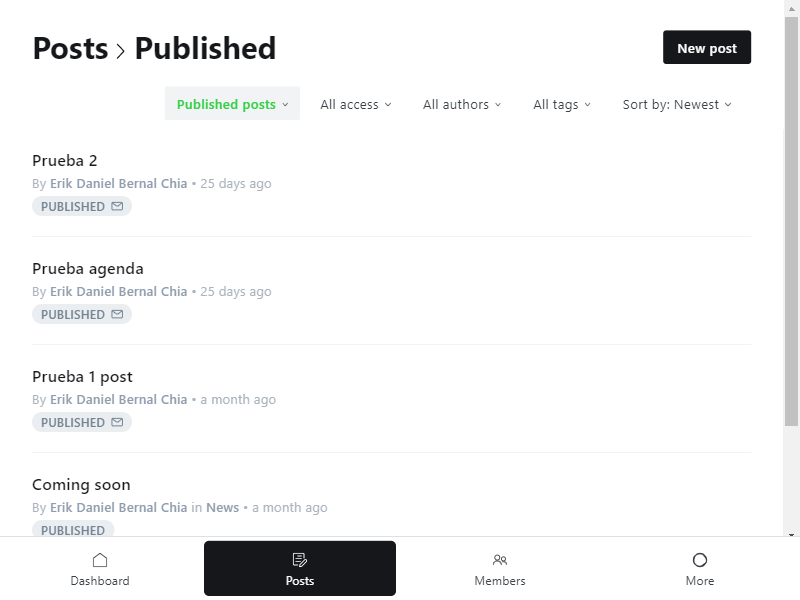 Posts > Published
New post
Published posts
All access
All authors
All tags
Sort by: Newest
Prueba 2
By Erik Daniel Bernal Chia • 25 days ago
PUBLISHED
Prueba agenda
By Erik Daniel Bernal Chia • 25 days ago
PUBLISHED
Prueba 1 post
By Erik Daniel Bernal Chia • a month ago
PUBLISHED
Coming soon
By Erik Daniel Bernal Chia in News • a month ago
PUBLISHED
Dashboard
Posts
Members
More